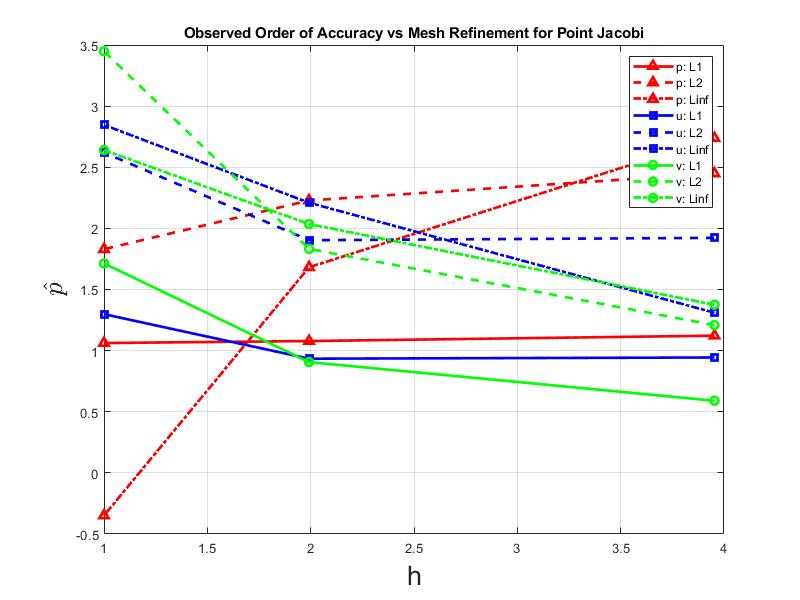 Observed Order of Accuracy vs Mesh Refinement for Point Jacobi
3.5
3
2.5
2
1.5
1
0.5
0
-0.5
p̂
p: L1
p: L2
p: Linf
u: L1
u: L2
u: Linf
v: L1
v: L2
v: Linf
1
1.5
2
2.5
3
3.5
4
h